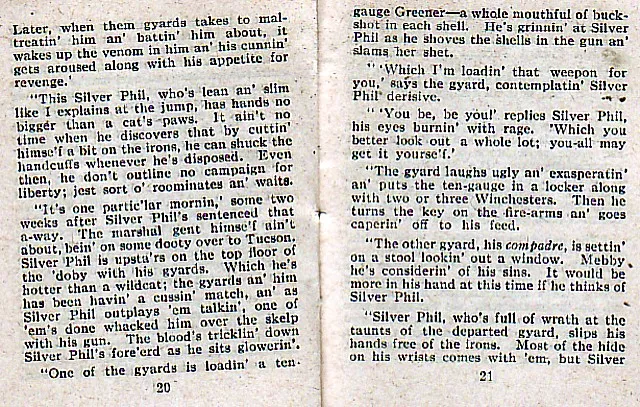 Later, when them gyards takes to mal-
treatin' him an' battin' him about, it
wakes up the venom in him an' his cunnin'
gets aroused along with his appetite for
revenge.'
"This Silver Phil, who's lean an' slim
like I explains at the jump, has hands no
bigger than a cat's paws. It ain't no
time when he discovers that by cuttin'
himse'f a bit on the irons, he can shuck the
handcuffs whenever he's disposed. Even
then, he don't outline no campaign for
liberty; jest sort o' roominates an' waits.
"It's one partic'lar mornin,' some two
weeks after Silver Phil's sentenced that
a-way. The marshal gent himse'f ain't
about, bein' on some dooty over to Tucson.
Silver Phil is upsta'rs on the top floor of
the 'doby with his gyards. Which he's
hotter than a wildcat; the gyards an' him
has been havin' a cussin' match, an' as
Silver Phil outplays 'em talkin', one of
'em's done whacked him over the skelp
with his gun. The blood's tricklin' down
Silver Phil's fore'erd as he sits glowerin'.
"One of the gyards is loadin' a ten-
20
gauge Greener—a whole mouthful of buck-
shot in each shell. He's grinnin' at Silver
Phil as he shoves the shells in the gun an'
slams her shet.
" 'Which I'm loadin' that weepon for
you,' says the gyard, contemplatin' Silver
Phil derisive.
" 'You be, be you!' replies Silver Phil,
his eyes burnin' with rage. 'Which you
better look out a whole lot; you-all may
get it yourse'f.'
"The gyard laughs ugly an' exasperatin'
an' puts the ten-gauge in a locker along
with two or three Winchesters. Then he
turns the key on the fire-arms an' goes
caperin' off to his feed.
"The other gyard, his compadre, is settin'
on a stool lookin' out a window. Mebby
he's considerin' of his sins. It would be
more in his hand at this time if he thinks of
Silver Phil.
"Silver Phil, who's full of wrath at the
taunts of the departed gyard, slips his
hands free of the irons. Most of the hide
on his wrists comes with 'em, but Silver
21